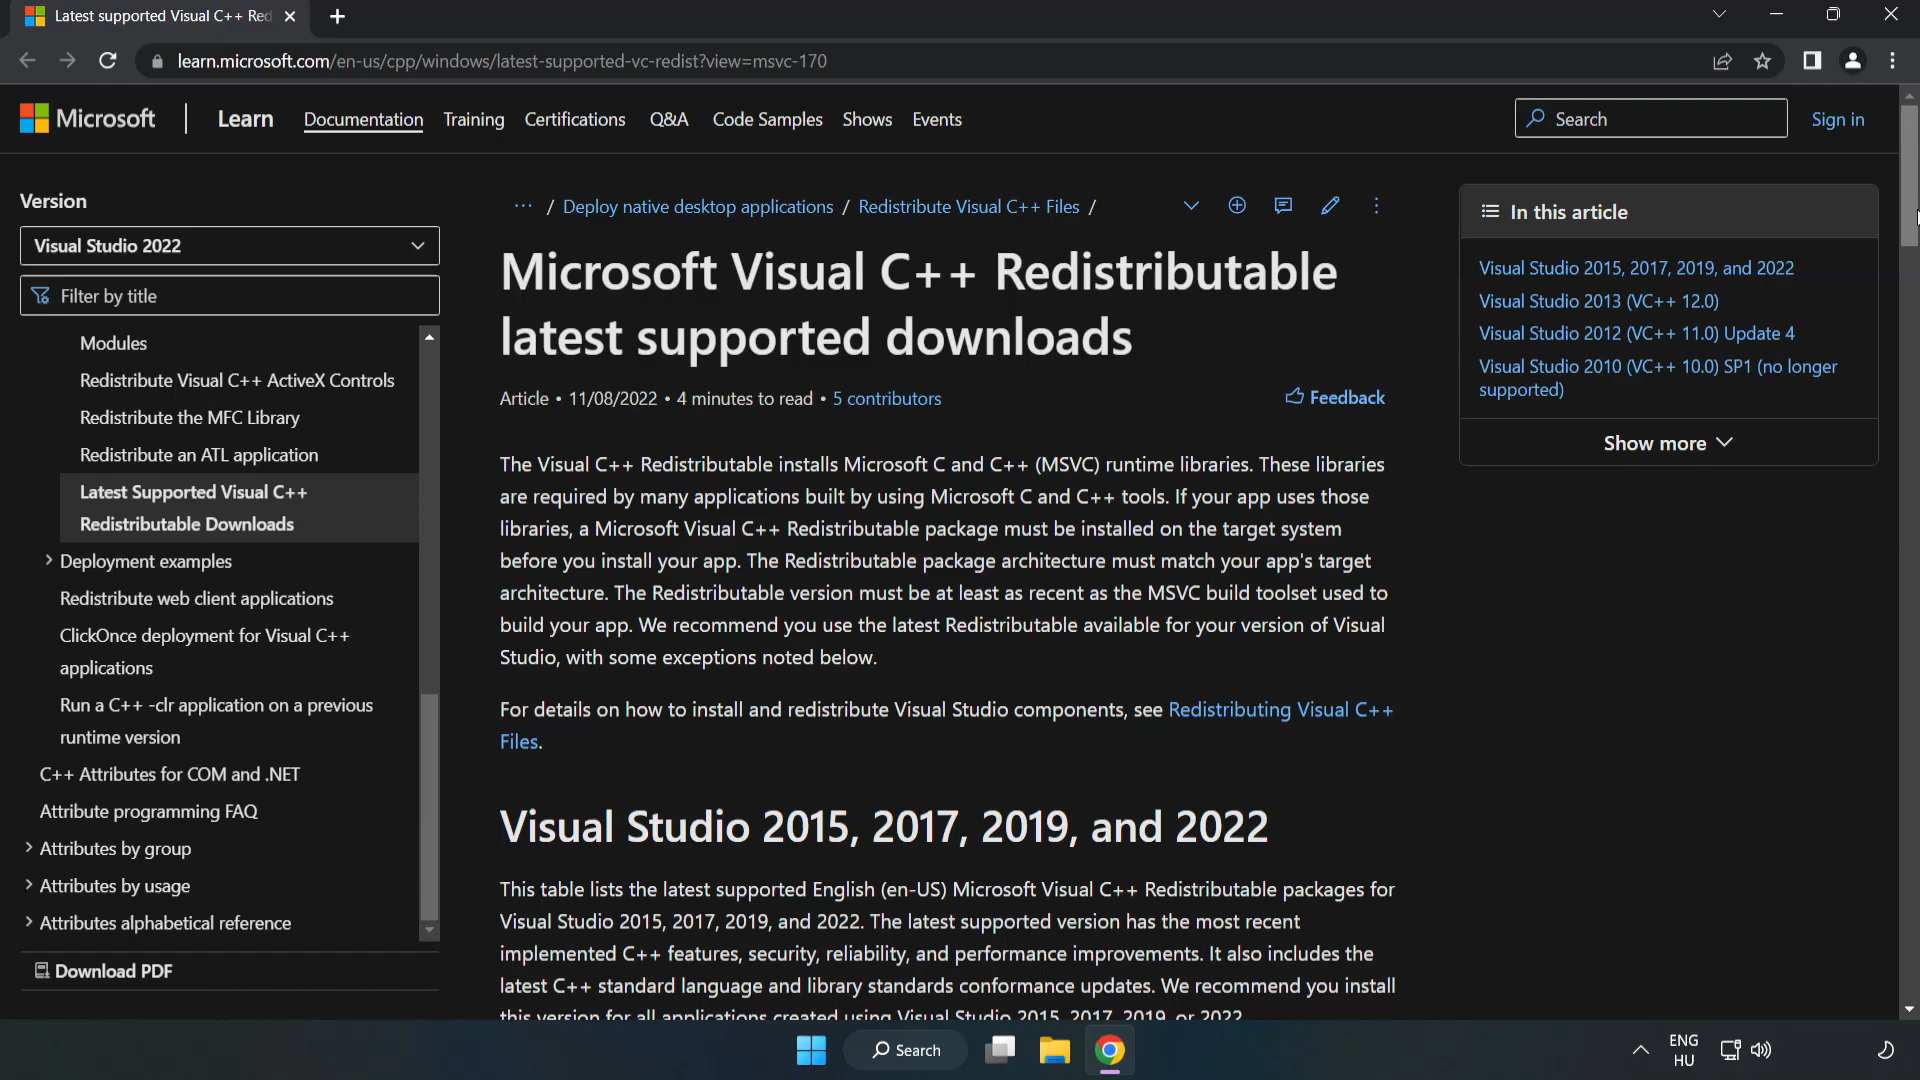 Latest supported Visual C++ Red
learn.microsoft.com/en-us/cpp/windows/latest-supported-vc-redist?view=msvc-170
Microsoft
Learn
Documentation
Training
Certifications
Q&A
Code Samples
Shows
Events
Search
Sign in
Version
Visual Studio 2022
Filter by title
Modules
Redistribute Visual C++ ActiveX Controls
Redistribute the MFC Library
Redistribute an ATL application
Latest Supported Visual C++
Redistributable Downloads
Deployment examples
Redistribute web client applications
ClickOnce deployment for Visual C++
applications
Run a C++ -clr application on a previous
runtime version
C++ Attributes for COM and .NET
Attribute programming FAQ
Attributes by group
Attributes by usage
Attributes alphabetical reference
Download PDF
··· / Deploy native desktop applications / Redistribute Visual C++ Files /
Microsoft Visual C++ Redistributable
latest supported downloads
Article • 11/08/2022 • 4 minutes to read • 5 contributors
Feedback
The Visual C++ Redistributable installs Microsoft C and C++ (MSVC) runtime libraries. These libraries
are required by many applications built by using Microsoft C and C++ tools. If your app uses those
libraries, a Microsoft Visual C++ Redistributable package must be installed on the target system
before you install your app. The Redistributable package architecture must match your app's target
architecture. The Redistributable version must be at least as recent as the MSVC build toolset used to
build your app. We recommend you use the latest Redistributable available for your version of Visual
Studio, with some exceptions noted below.
For details on how to install and redistribute Visual Studio components, see Redistributing Visual C++
Files.
Visual Studio 2015, 2017, 2019, and 2022
This table lists the latest supported English (en-US) Microsoft Visual C++ Redistributable packages for
Visual Studio 2015, 2017, 2019, and 2022. The latest supported version has the most recent
implemented C++ features, security, reliability, and performance improvements. It also includes the
latest C++ standard language and library standards conformance updates. We recommend you install
this version for all applications created using Visual Studio 2015, 2017, 2019, or 2022.
In this article
Visual Studio 2015, 2017, 2019, and 2022
Visual Studio 2013 (VC++ 12.0)
Visual Studio 2012 (VC++ 11.0) Update 4
Visual Studio 2010 (VC++ 10.0) SP1 (no longer
supported)
Show more
Search
ENG
HU